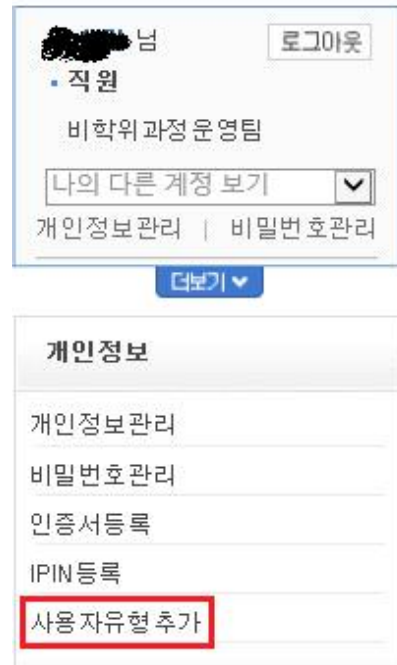 님 로그아웃
직원
비학위과정운영팀
나의 다른 계정 보기
개인정보관리 | 비밀번호관리
더보기
개인정보
개인정보관리
비밀번호관리
인증서등록
IPIN등록
사용자유형추가